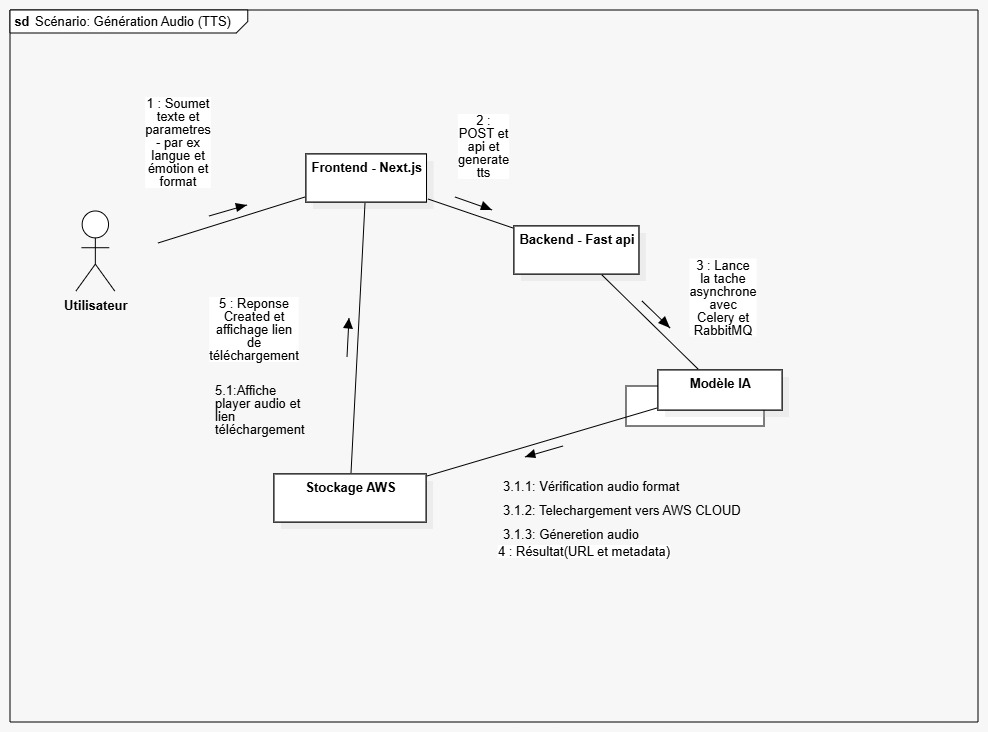 sd Scénario: Génération Audio (TTS)
1 : Soumet
texte et
parametres
- par ex
langue et
émotion et
format
2 :
POST et
api et
generate
tts
Frontend - Next.js
Backend - Fast api
Utilisateur
3 : Lance
la tache
asynchrone
avec
Celery et
RabbitMQ
5 : Reponse
Created et
affichage lien
de
téléchargement
5.1:Affiche
player audio et
lien
téléchargement
Modèle IA
Stockage AWS
3.1.1: Vérification audio format
3.1.2: Telechargement vers AWS CLOUD
3.1.3: Géneretion audio
4 : Résultat(URL et metadata)